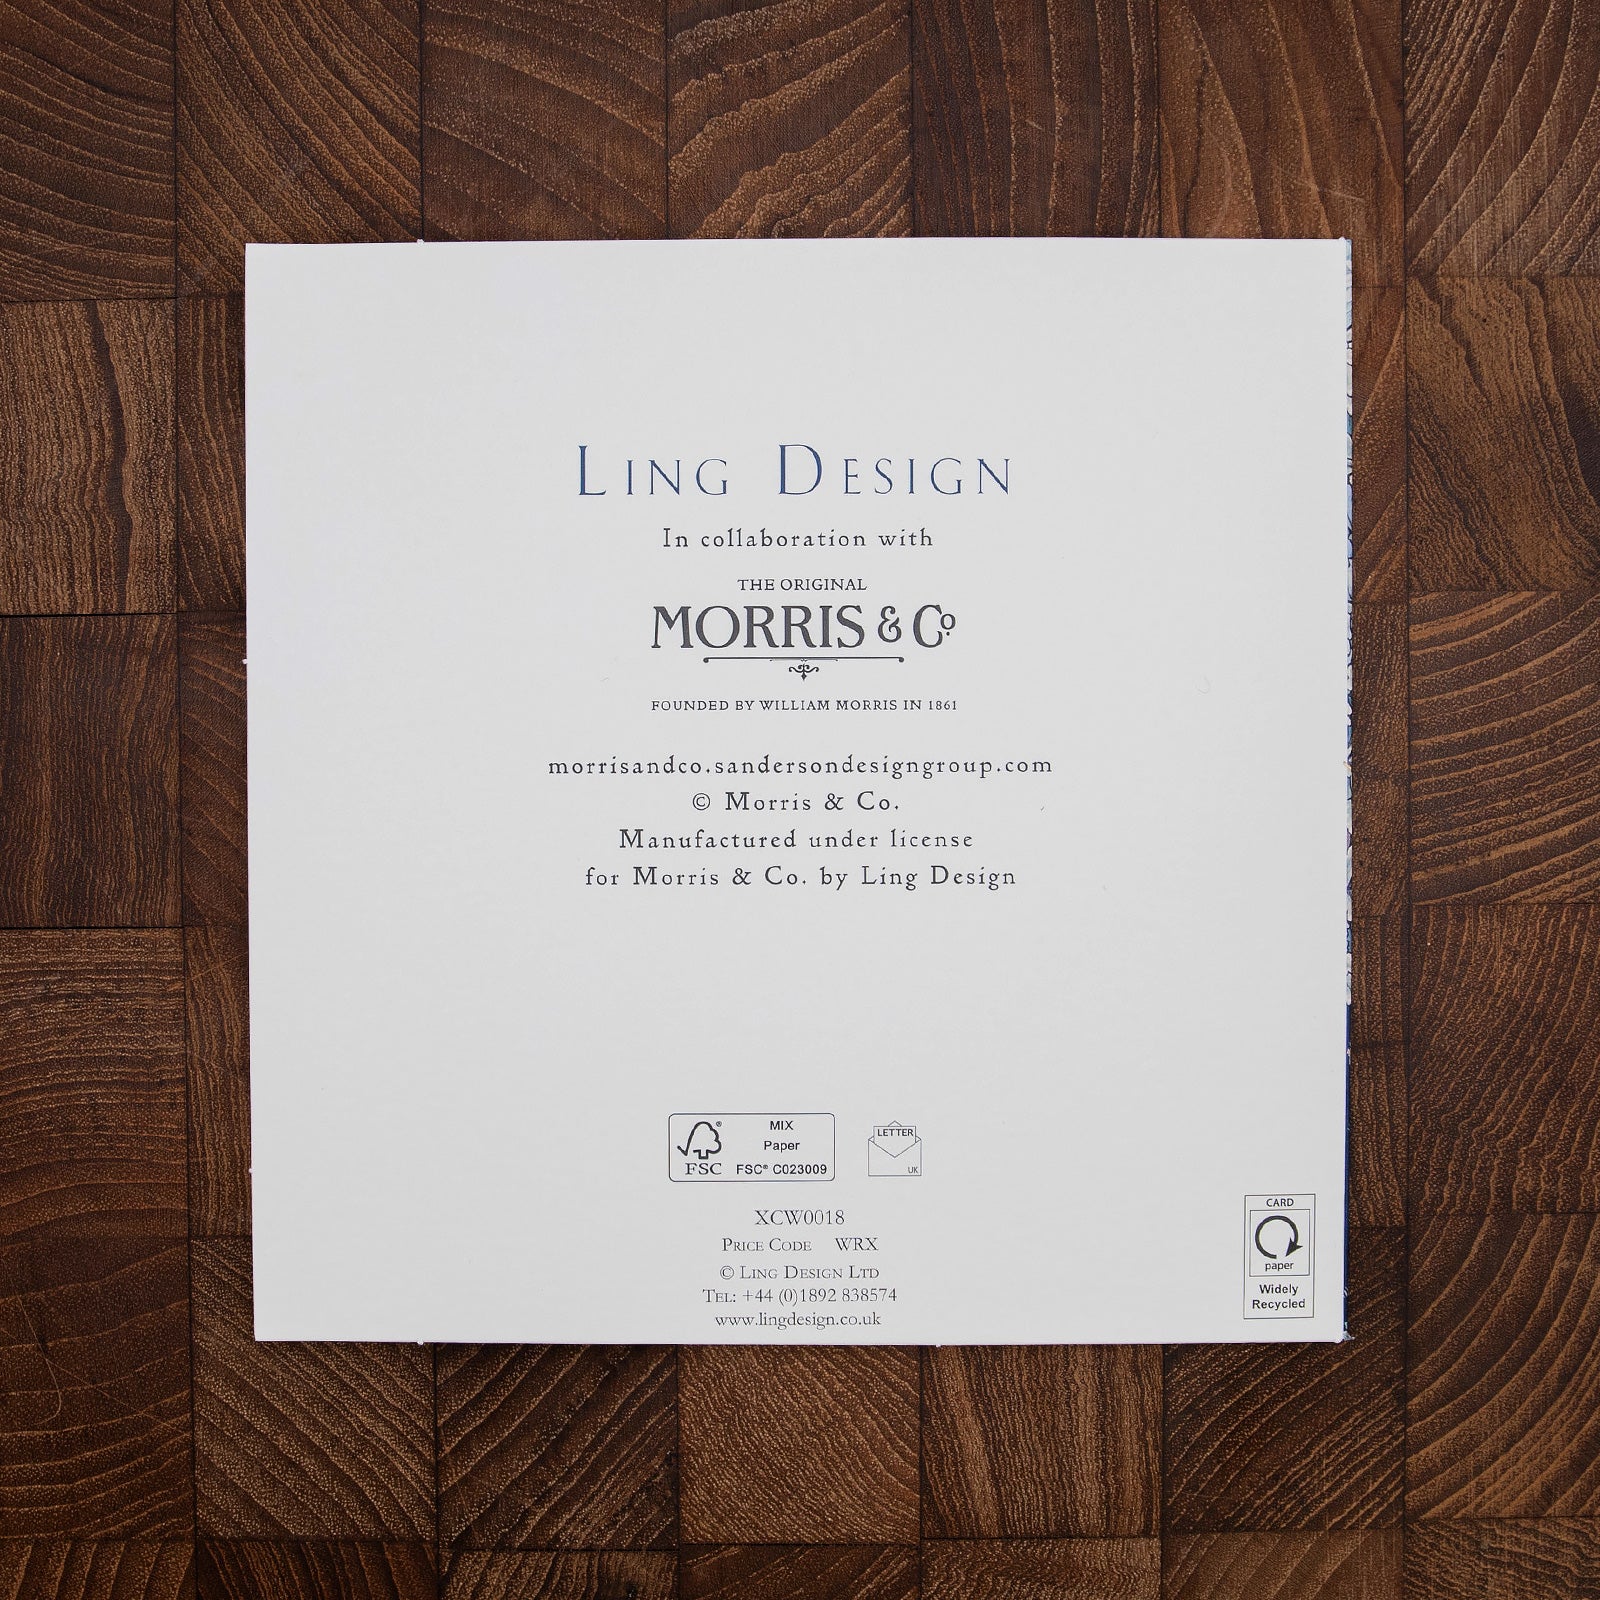 LING DESIGN
In collaboration with
THE ORIGINAL
MORRIS & Co
FOUNDED BY WILLIAM MORRIS IN 1861
morrisandco.sandersondesigngroup.com
© Morris & Co.
Manufactured under license
for Morris & Co. by Ling Design
MIX
Paper
FSC® C023009
FSC
LETTER
UK
XCW0018
PRICE CODE WRX
© LING DESIGN LTD
TEL: +44 (0)1892 838574
www.lingdesign.co.uk
CARD
paper
Widely
Recycled